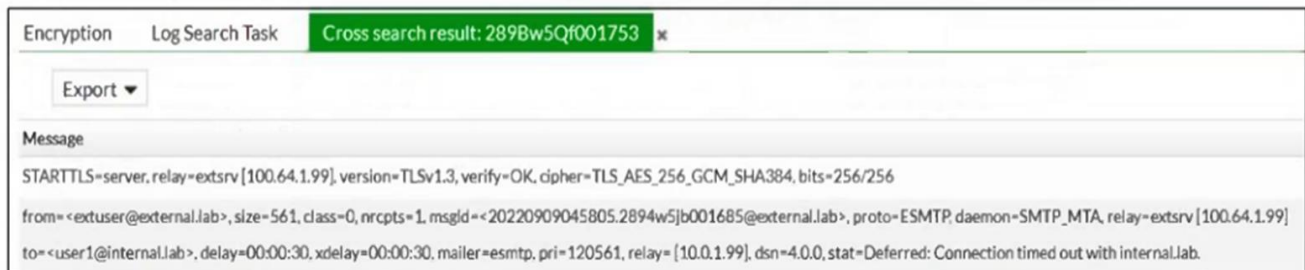 Encryption Log Search Task Cross search result: 289Bw5Qf001753 ✖
Export ▼
Message
STARTTLS=server, relay=extsrv [100.64.1.99], version=TLSv1.3, verify=OK, cipher=TLS_AES_256_GCM_SHA384, bits=256/256
from=<extuser@external.lab>, size=561, class=0, nrcpts=1, msgid=<20220909045805.2894w5jb001685@external.lab>, proto=ESMTP, daemon=SMTP_MTA, relay=extsrv [100.64.1.99]
to=<user1@internal.lab>, delay=00:00:30, xdelay=00:00:30, mailer=esmtp, pri=120561, relay= [10.0.1.99], dsn=4.0.0, stat=Deferred: Connection timed out with internal.lab.